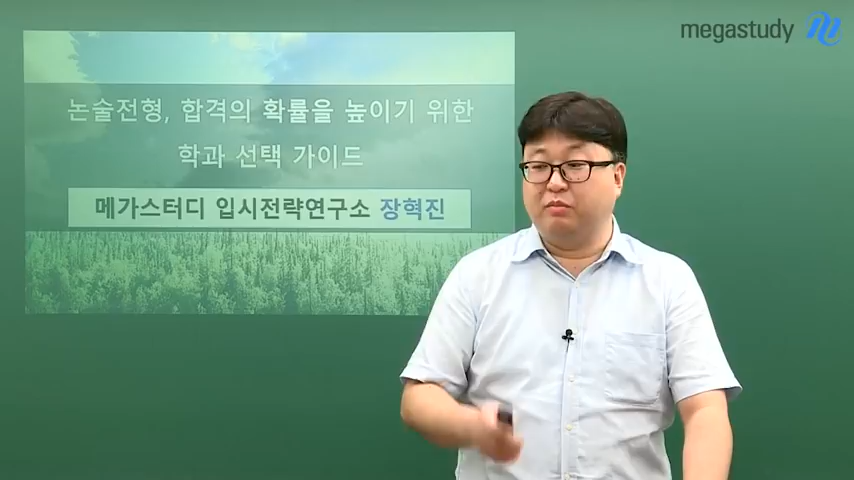 megastudy
논술전형, 합격의 확률을 높이기 위한
학과 선택 가이드
메가스터디 입시전략연구소 장혁진